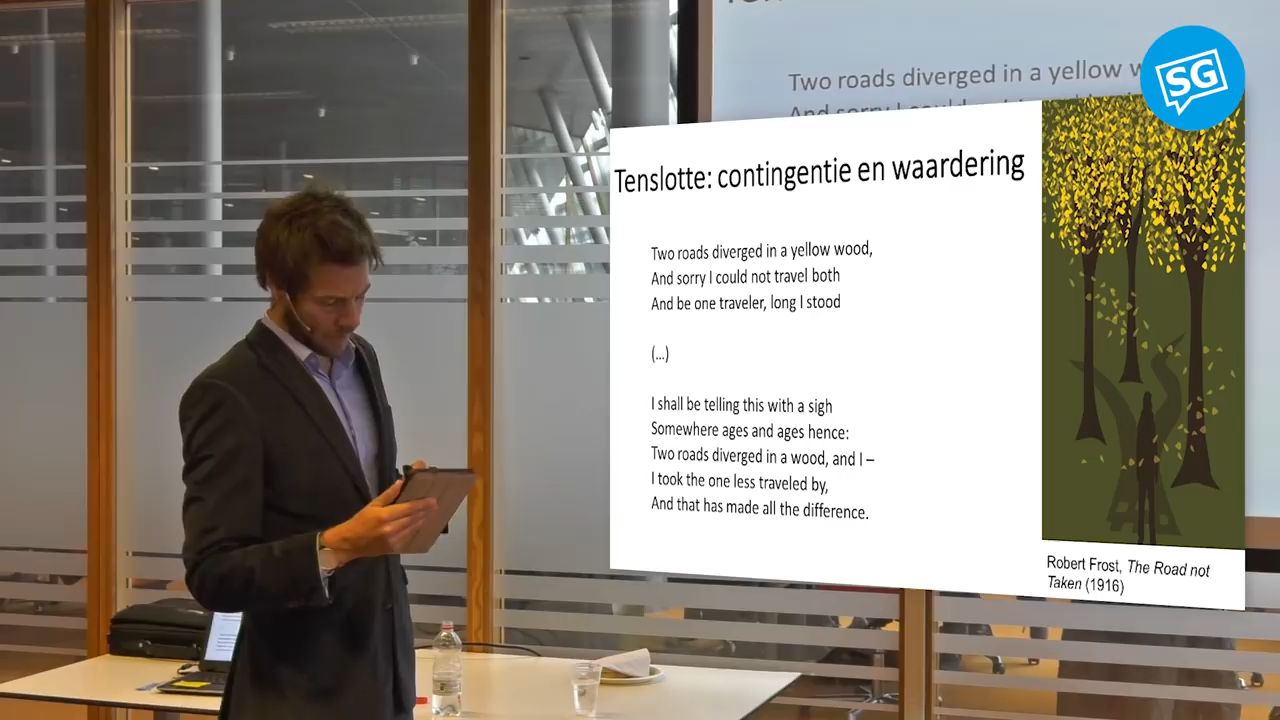 Two roads diverged in a yellow w
SG
Tenslotte: contingentie en waardering
Two roads diverged in a yellow wood,
And sorry I could not travel both
And be one traveler, long I stood
(...)
I shall be telling this with a sigh
Somewhere ages and ages hence:
Two roads diverged in a wood, and I –
I took the one less traveled by,
And that has made all the difference.
Robert Frost, The Road not
Taken (1916)